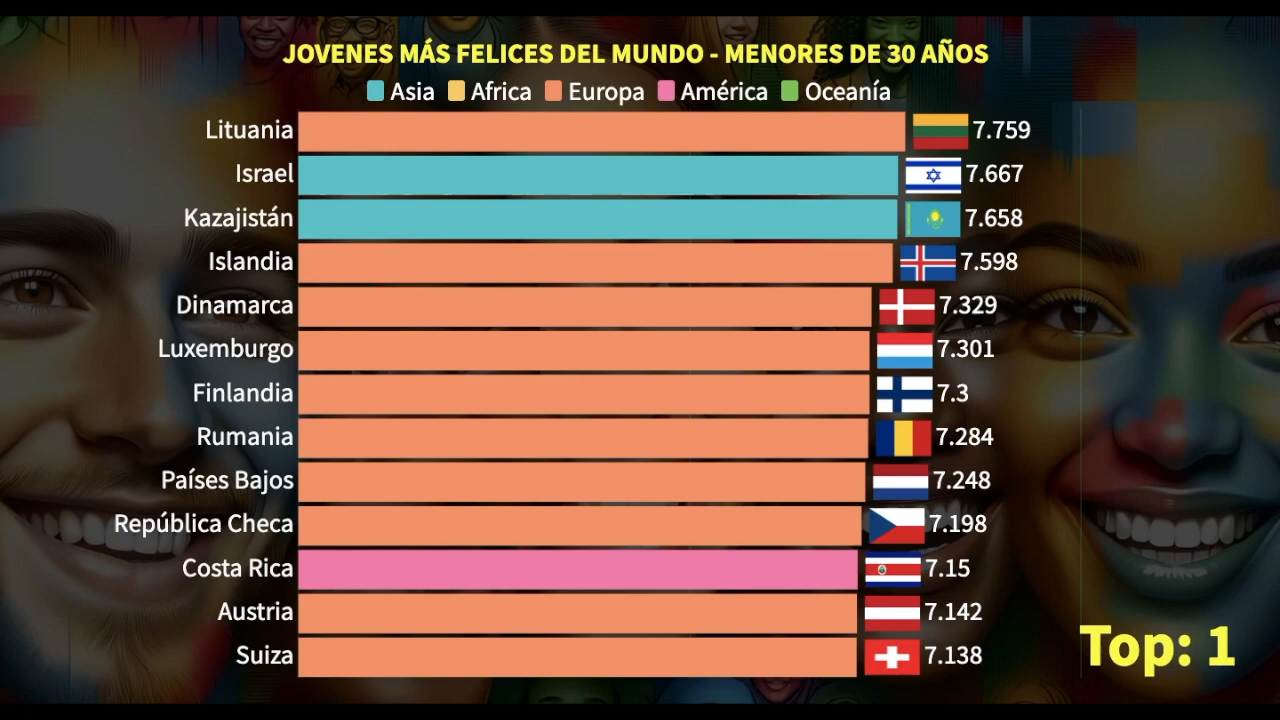 JOVENES MÁS FELICES DEL MUNDO - MENORES DE 30 AÑOS
Asia Africa Europa América Oceanía
Lituania 7.759
Israel 7.667
Kazajistán 7.658
Islandia 7.598
Dinamarca 7.329
Luxemburgo 7.301
Finlandia 7.3
Rumania 7.284
Países Bajos 7.248
República Checa 7.198
Costa Rica 7.15
Austria 7.142
Suiza 7.138
Top: 1